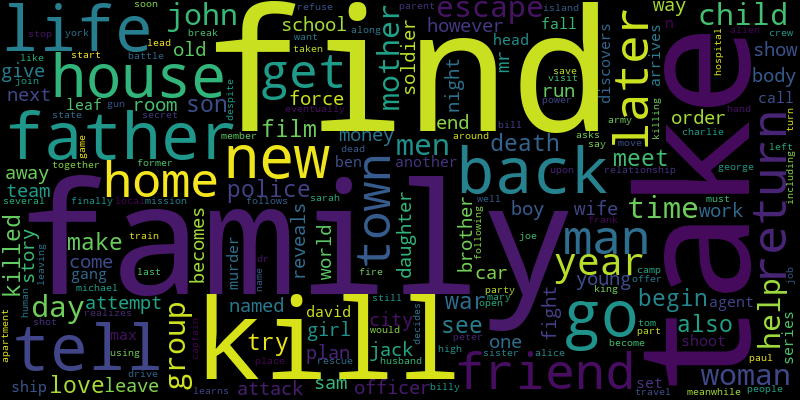 life
john
soon
parent
refuse
island
york
break
school
want
taken
along
escape
way
child
stop
lead
battle
find
mother
soldier
however
fall
head
mr
old
arrives
n
crew
alien
show
like
start
join
gun
house
get
give
son
force
night
discovers
later
hospital
body
next
leaf
room
despite
save
visit
power
run
call
father
state
secret
film
money
men
end
bill
around
army
killing
order
charlie
hand
turn
member
eventually
asks
say
game
new
ben
another
death
meet
move
left
together
former
dead
back
george
away
home
police
town
relationship
upon
return
including
team
several
finally
local
mission
follows
sarah
well
boy
wife
time
must
work
take
family
daughter
brother
following
frank
man
killed
story
leaving
make
becomes
murder
reveals
world
joe
year
come
train
name
dr
fire
car
young
camp
offer
job
gang
last
party
mary
open
fight
king
go
begin
agent
help
series
human
michael
day
attempt
named
kill
david
still
war
city
would
decides
see
also
tom
part
become
shoot
realizes
shot
apartment
tell
max
using
group
captain
try
girl
plan
place
rescue
jack
husband
peter
high
one
sister
alice
friend
woman
paul
drive
ship
love
leave
learns
attack
sam
officer
billy
set
travel
meanwhile
people